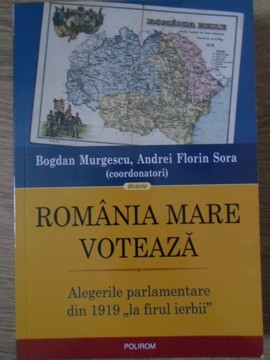 ROMÂNIA MARE
Bogdan Murgescu, Andrei Florin Sora
(coordonatori)
Historia
ROMÂNIA MARE
VOTEAZĂ
Alegerile parlamentare
din 1919 „la firul ierbii”
POLIROM